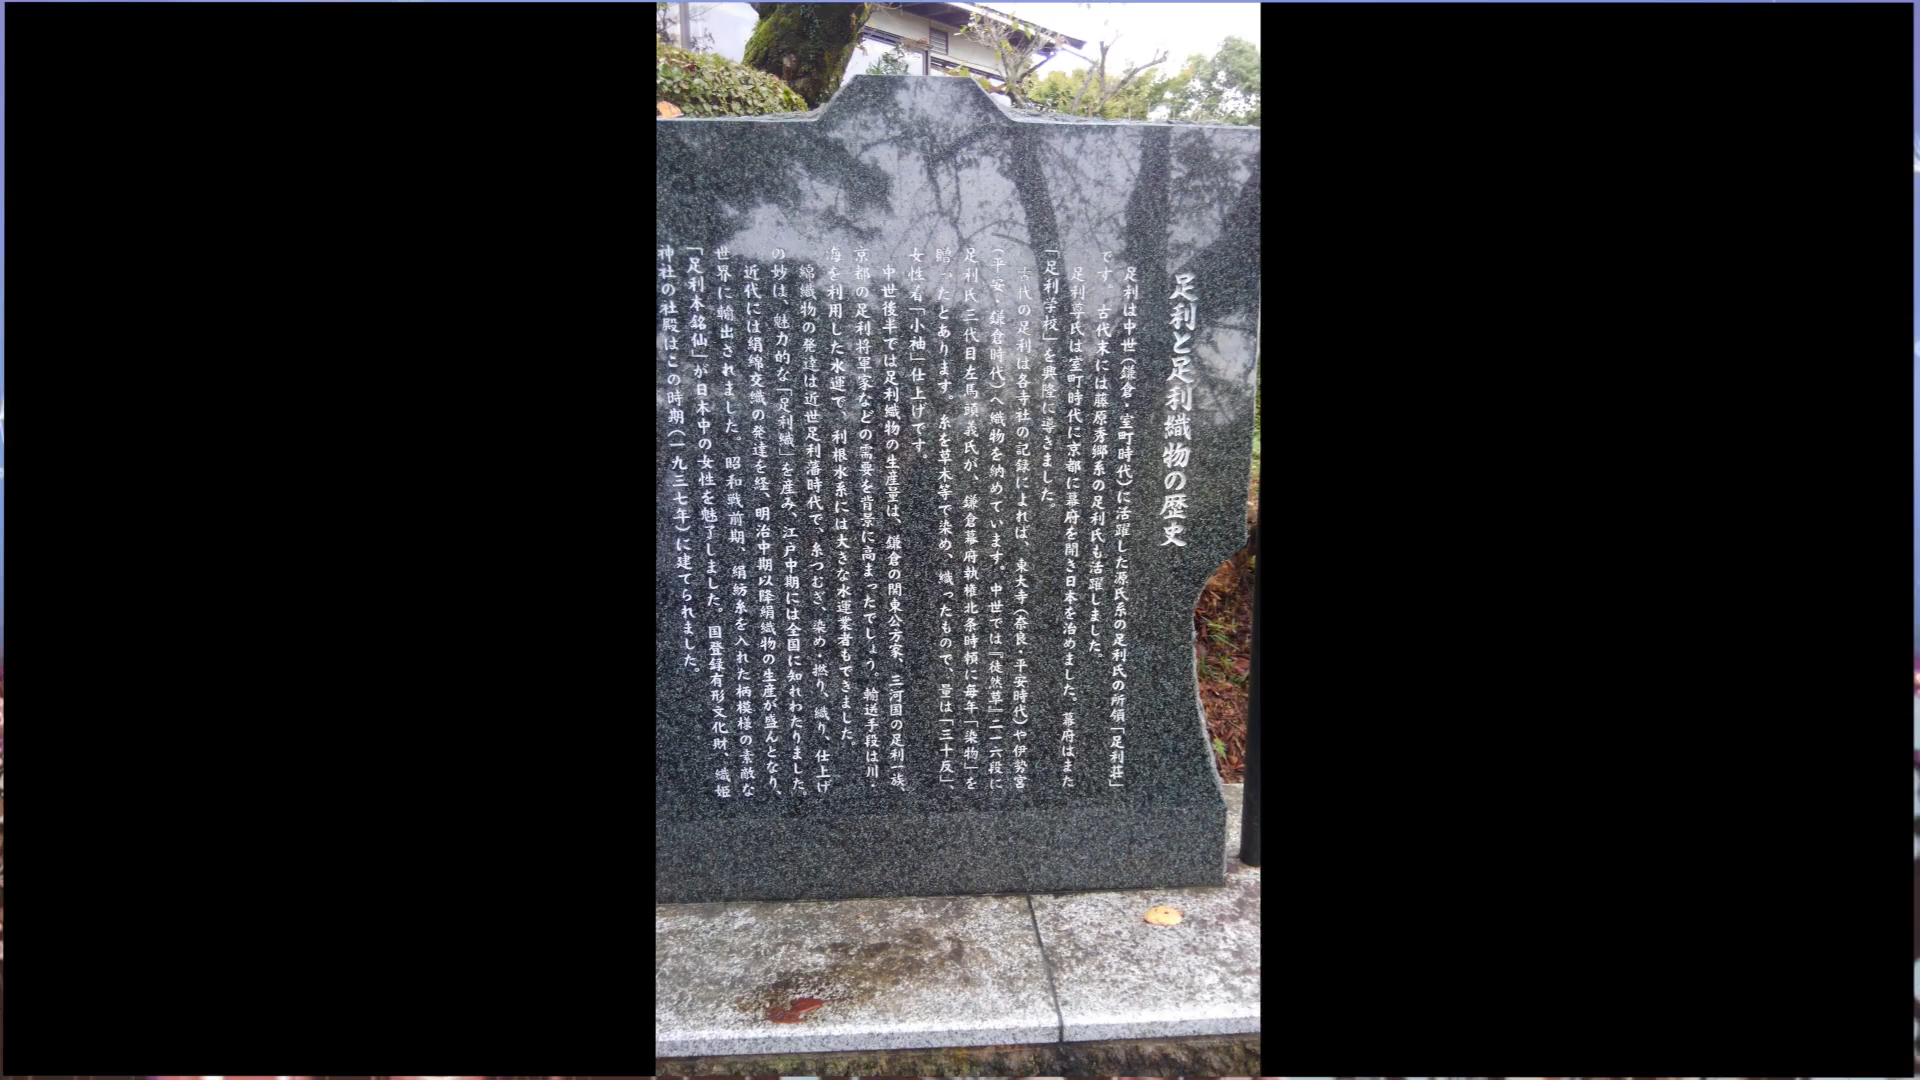 足利と足利織物の歴史
足利は中世(鎌倉・室町時代)に活躍した源氏系の足利氏の所領「足利荘」
です。古代末には藤原秀郷系の足利氏も活躍しました。
足利尊氏は室町時代に京都に幕府を開き日本を治めました。幕府はまた
「足利学校」を興隆に導きました。
古代の足利は各寺社の記録によれば、東大寺(奈良・平安時代)や伊勢宮
(平安・鎌倉時代)へ織物を納めています。中世では『徒然草』二一六段に
足利氏三代目左馬頭義氏が、鎌倉幕府執権北条時頼に毎年「染物」を
贈ったとあります。糸を草木等で染め、織ったもので、量は「三十反」、
女性着「小袖」仕上げです。
中世後半では足利織物の生産量は、鎌倉の関東公方家、三河国の足利一族、
京都の足利将軍家などの需要を背景に高まったでしょう。輸送手段は川・
海を利用した水運で、利根水系には大きな水運業者もできました。
綿織物の発達は近世足利藩時代で、糸つむぎ、染め・撚り、織り、仕上げ
の妙は、魅力的な「足利織」を産み、江戸中期には全国に知れわたりました。
近代には絹綿交織の発達を経、明治中期以降絹織物の生産が盛んとなり、
世界に輸出されました。昭和戦前期、絹紡糸を入れた柄模様の素敵な
「足利本銘仙」が日本中の女性を魅了しました。国登録有形文化財、織姫
神社の社殿はこの時期(一九三七年)に建てられました。